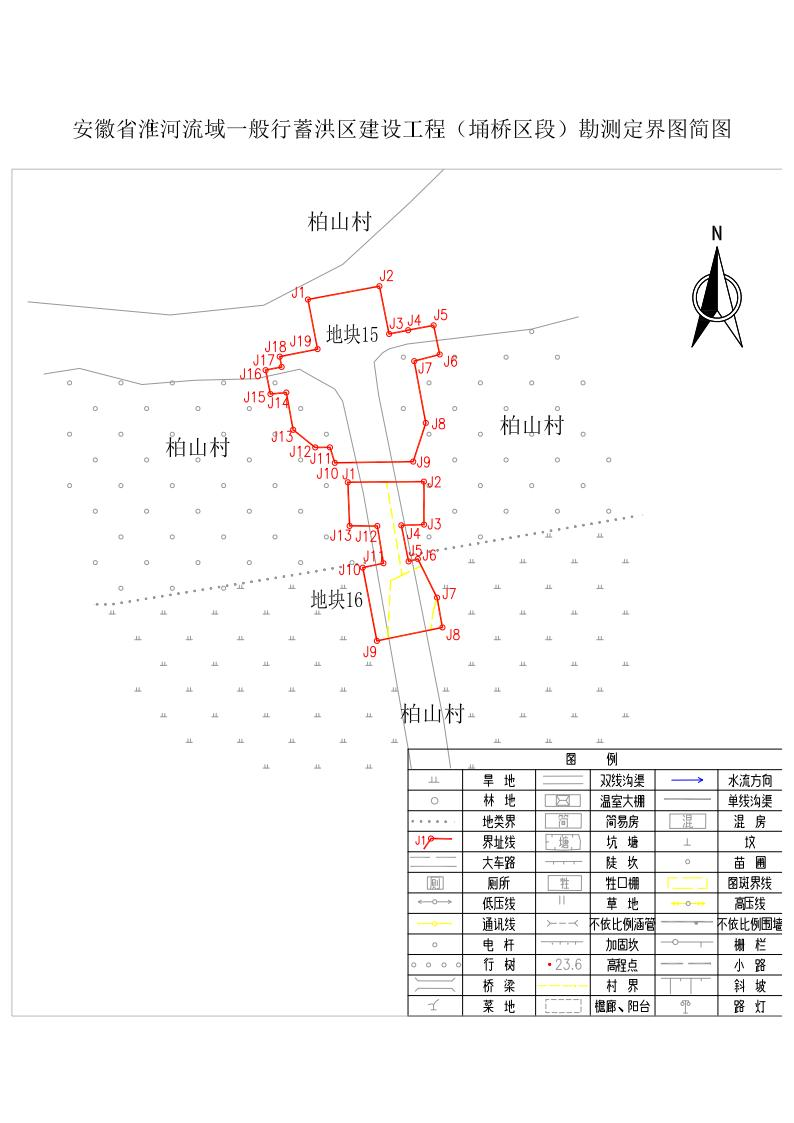 安徽省淮河流域一般行蓄洪区建设工程（埇桥区段）勘测定界图简图
柏山村
N
J1
J2
地块15
J3
J4
J5
J6
J7
J8
J9
J10
J11
J12
J13
J14
J15
J16
J17
J18
J19
柏山村
柏山村
J1
J2
J3
J4
J5
J6
J7
J8
J9
J10
J11
J12
J13
地块16
柏山村
图 例
旱 地 双线沟渠 水流方向
林 地 温室大棚 单线沟渠
地类界 简 简易房 混 混 房
J1 界址线 塘 坑 塘 坟
大车路 陡 坎 苗 圃
厕 厕所 牲 牲口棚 图斑界线
低压线 草 地 高压线
通讯线 不依比例涵管 不依比例围墙
电 杆 加固坎 栅 栏
行 树 23.6 高程点 小 路
桥 梁 村 界 斜 坡
菜 地 檐廊、阳台 路 灯